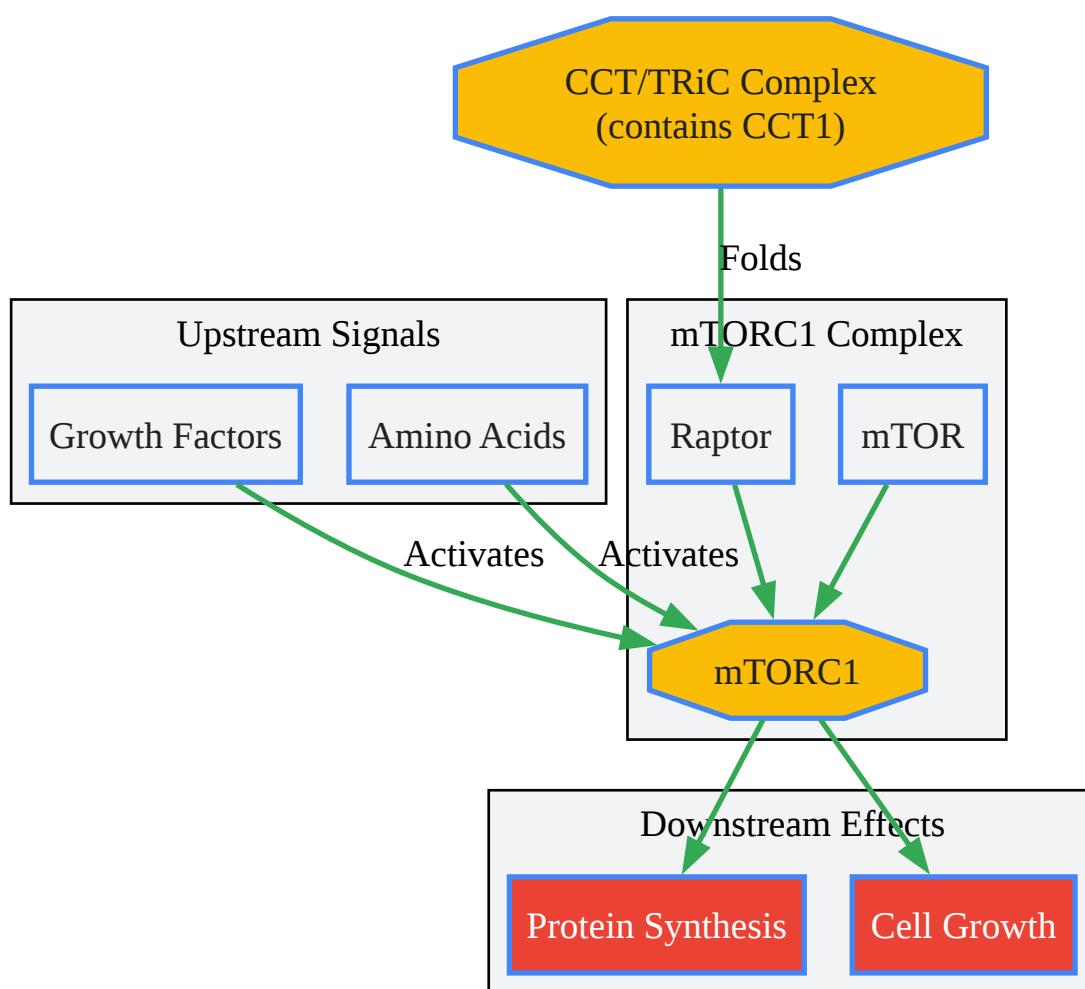 CCT/TRiC Complex
(contains CCT1)
Folds
Upstream Signals
mTORC1 Complex
Growth Factors
Amino Acids
Raptor
mTOR
Activates
Activates
mTORC1
Downstream Effects
Protein Synthesis
Cell Growth